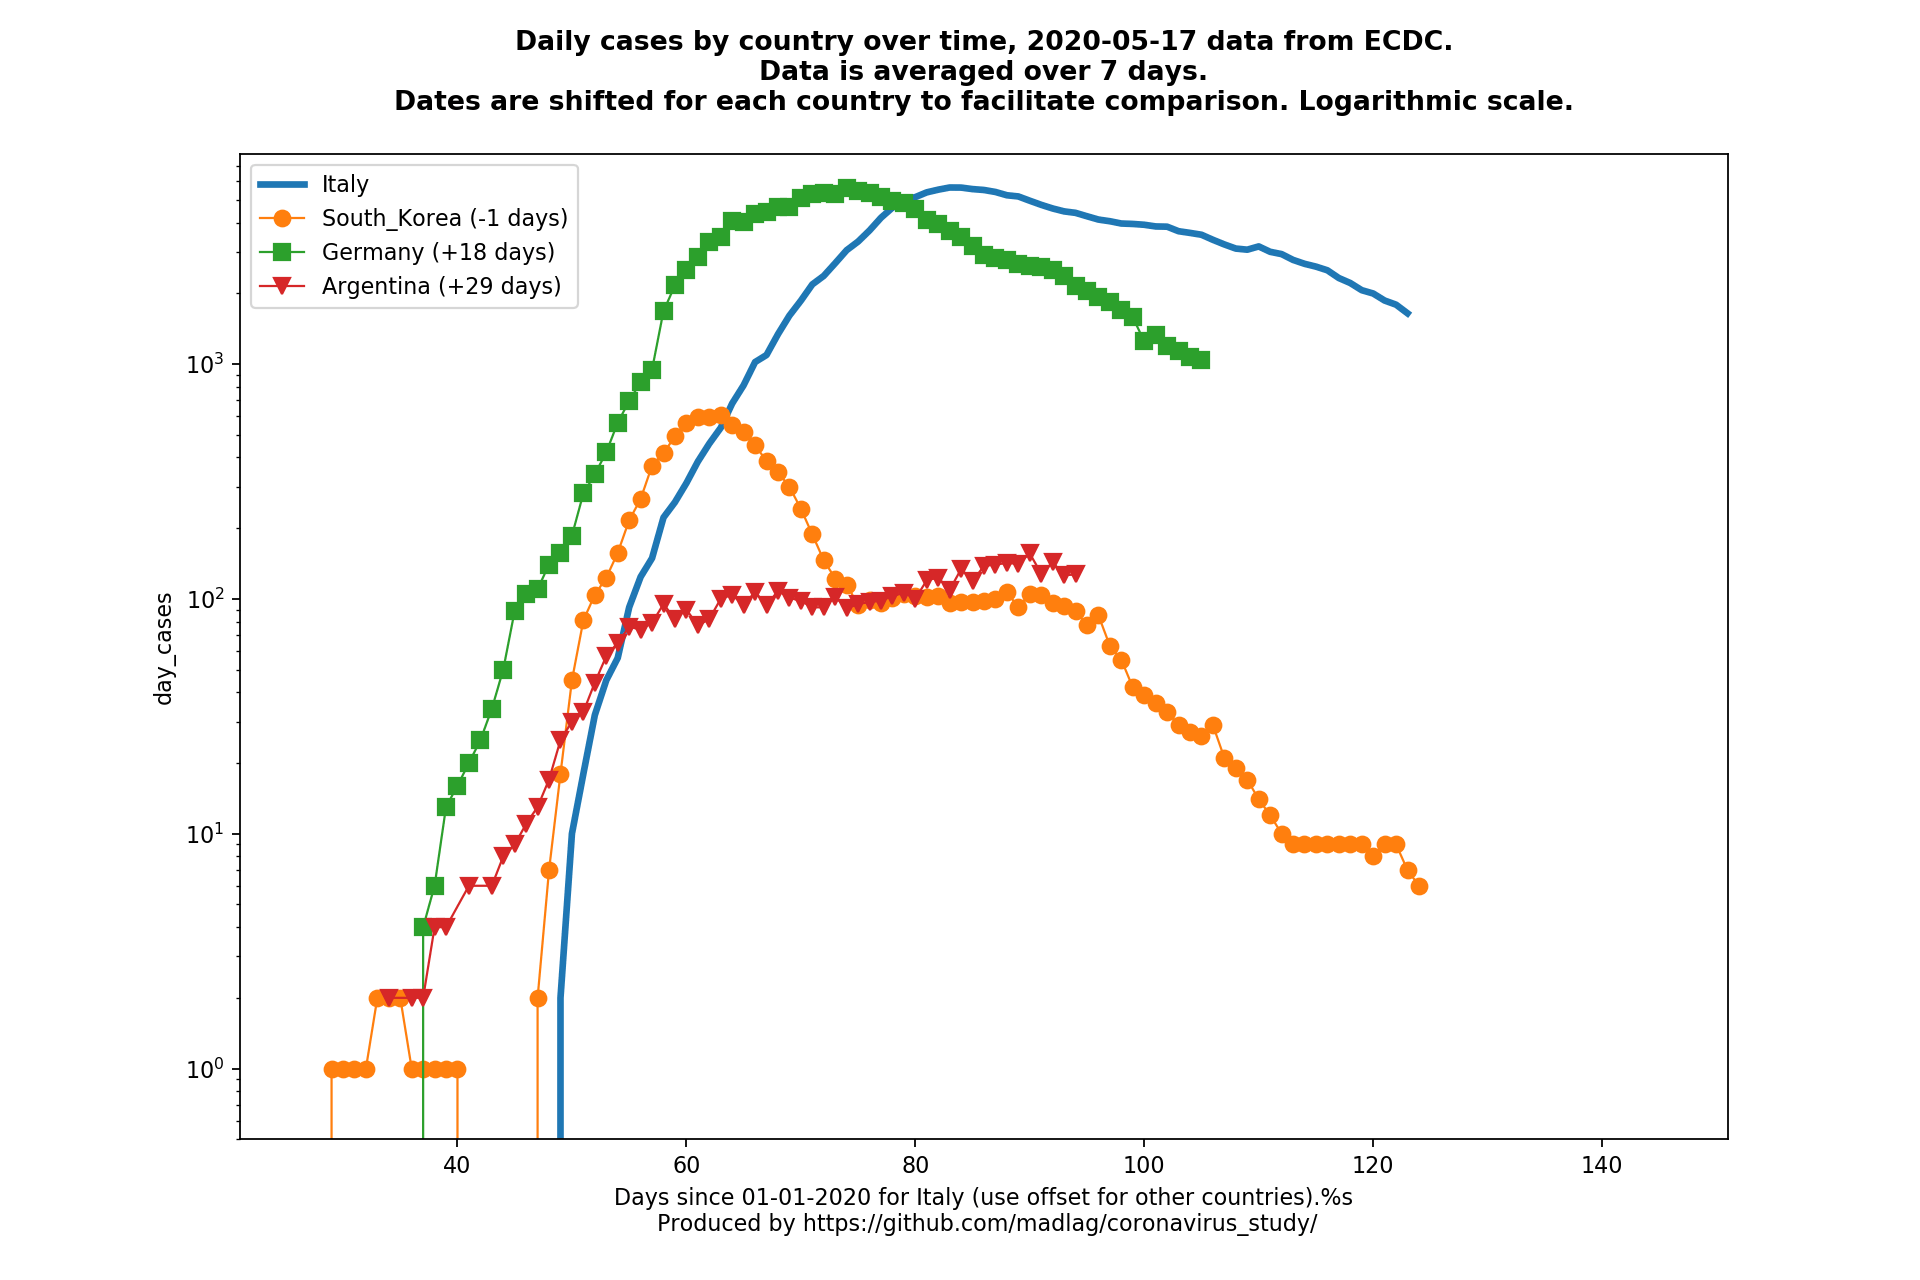 Daily cases by country over time, 2020-05-17 data from ECDC.
Data is averaged over 7 days.
Dates are shifted for each country to facilitate comparison. Logarithmic scale.
Italy
South_Korea (-1 days)
Germany (+18 days)
Argentina (+29 days)
10³
10²
10¹
10⁰
day_cases
40 60 80 100 120 140
Days since 01-01-2020 for Italy (use offset for other countries).%s
Produced by https://github.com/madlag/coronavirus_study/